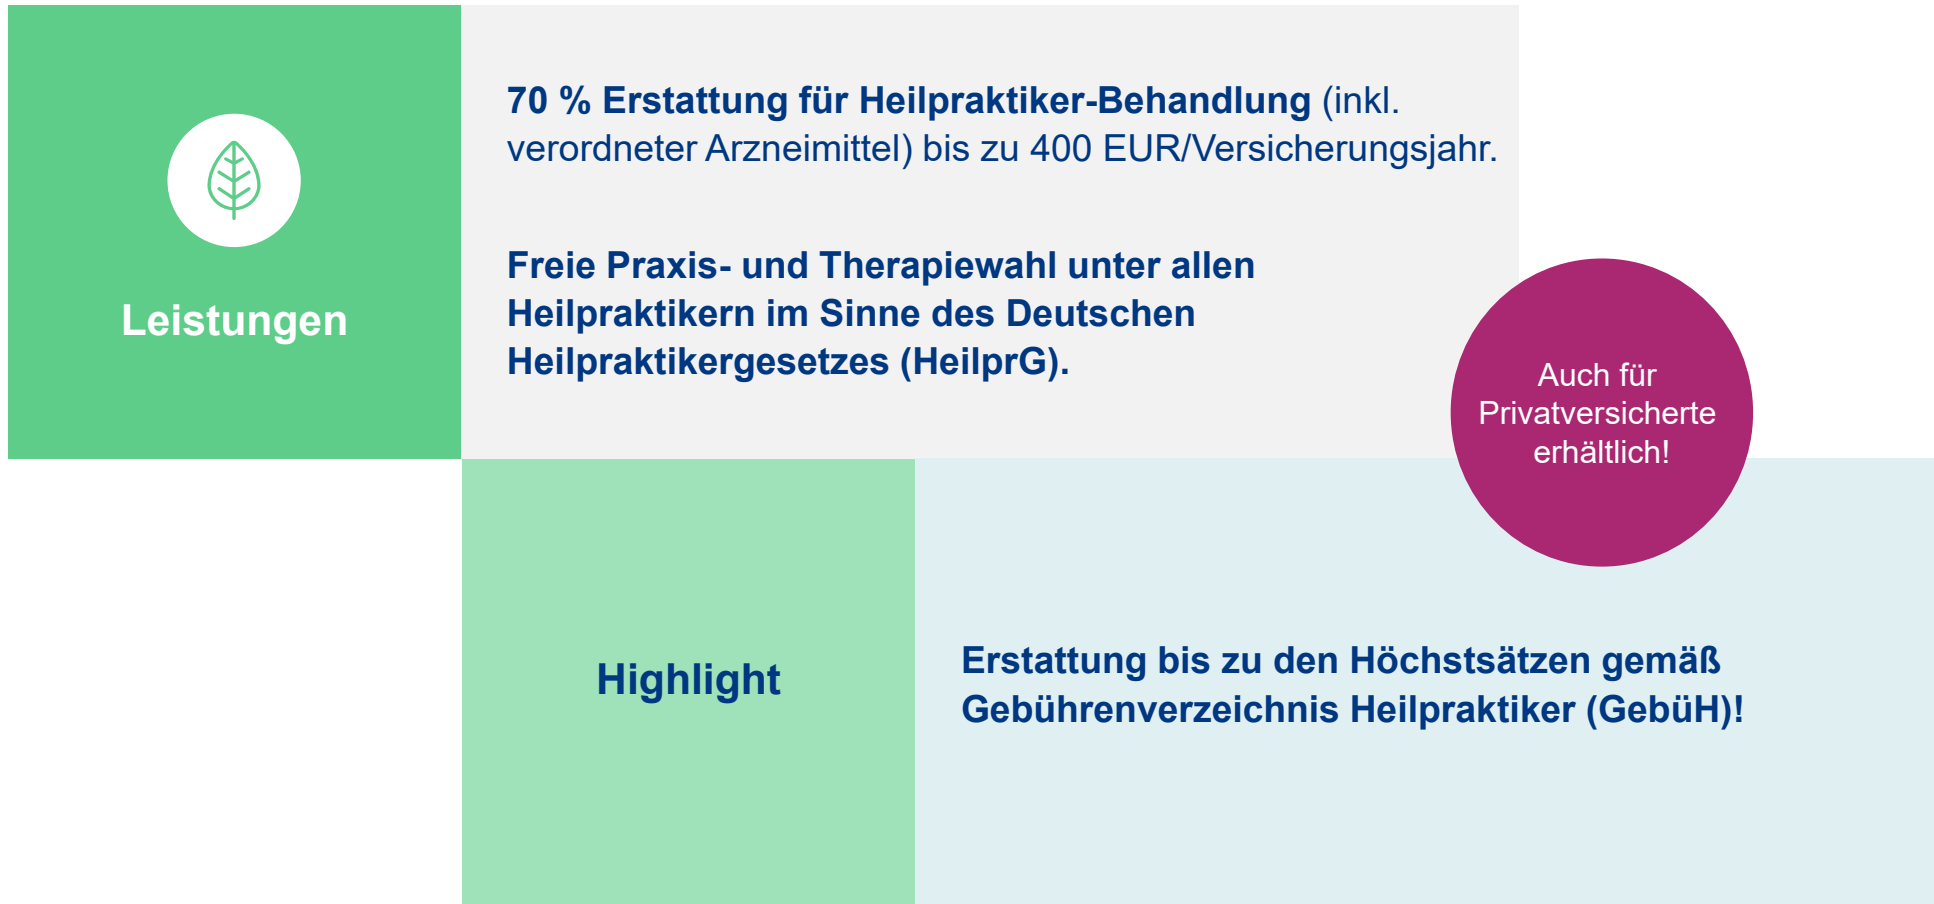 Leistungen
70 % Erstattung für Heilpraktiker-Behandlung (inkl.
verordneter Arzneimittel) bis zu 400 EUR/Versicherungsjahr.
Freie Praxis- und Therapiewahl unter allen
Heilpraktikern im Sinne des Deutschen
Heilpraktikergesetzes (HeilprG).
Auch für
Privatversicherte
erhältlich!
Highlight
Erstattung bis zu den Höchstsätzen gemäß
Gebührenverzeichnis Heilpraktiker (GebüH)!